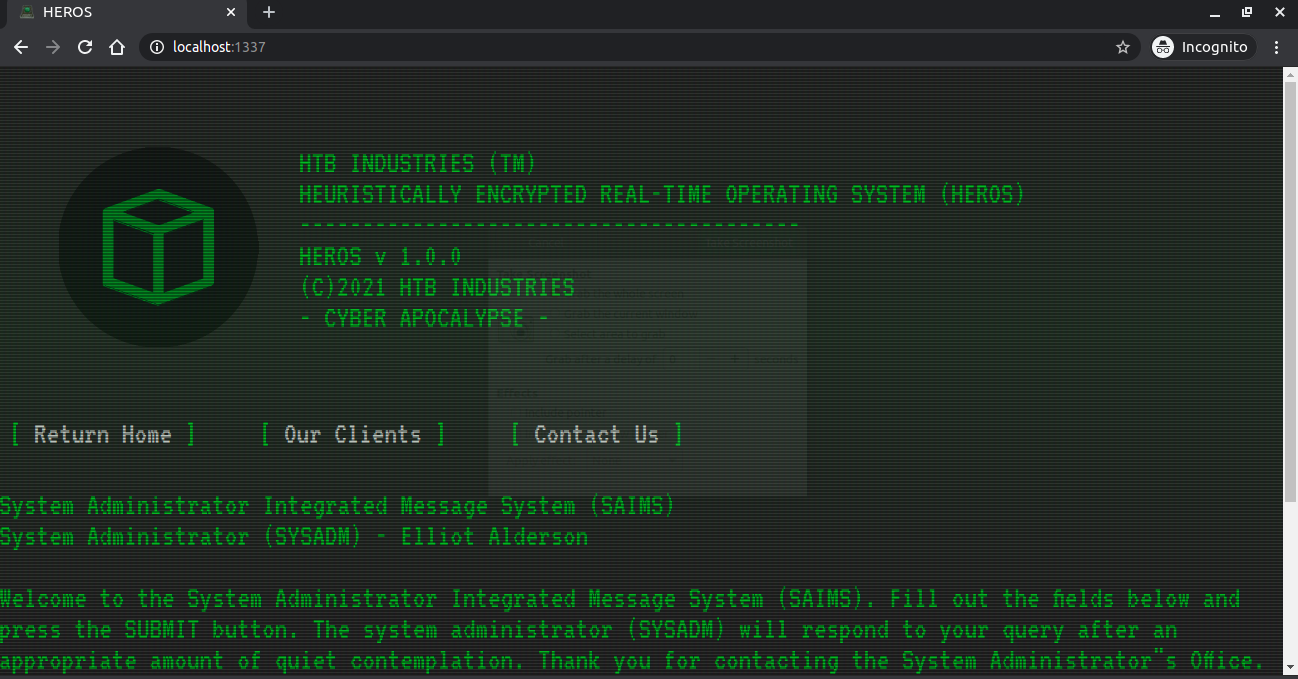 HEROS
localhost:1337
Incognito
HTB INDUSTRIES (TM)
HEURISTICALLY ENCRYPTED REAL-TIME OPERATING SYSTEM (HEROS)
----------------------------------------
HEROS v 1.0.0
(C)2021 HTB INDUSTRIES
- CYBER APOCALYPSE -
[ Return Home ] [ Our Clients ] [ Contact Us ]
System Administrator Integrated Message System (SAIMS)
System Administrator (SYSADM) - Elliot Alderson
Welcome to the System Administrator Integrated Message System (SAIMS). Fill out the fields below and
press the SUBMIT button. The system administrator (SYSADM) will respond to your query after an
appropriate amount of quiet contemplation. Thank you for contacting the System Administrator"s Office.